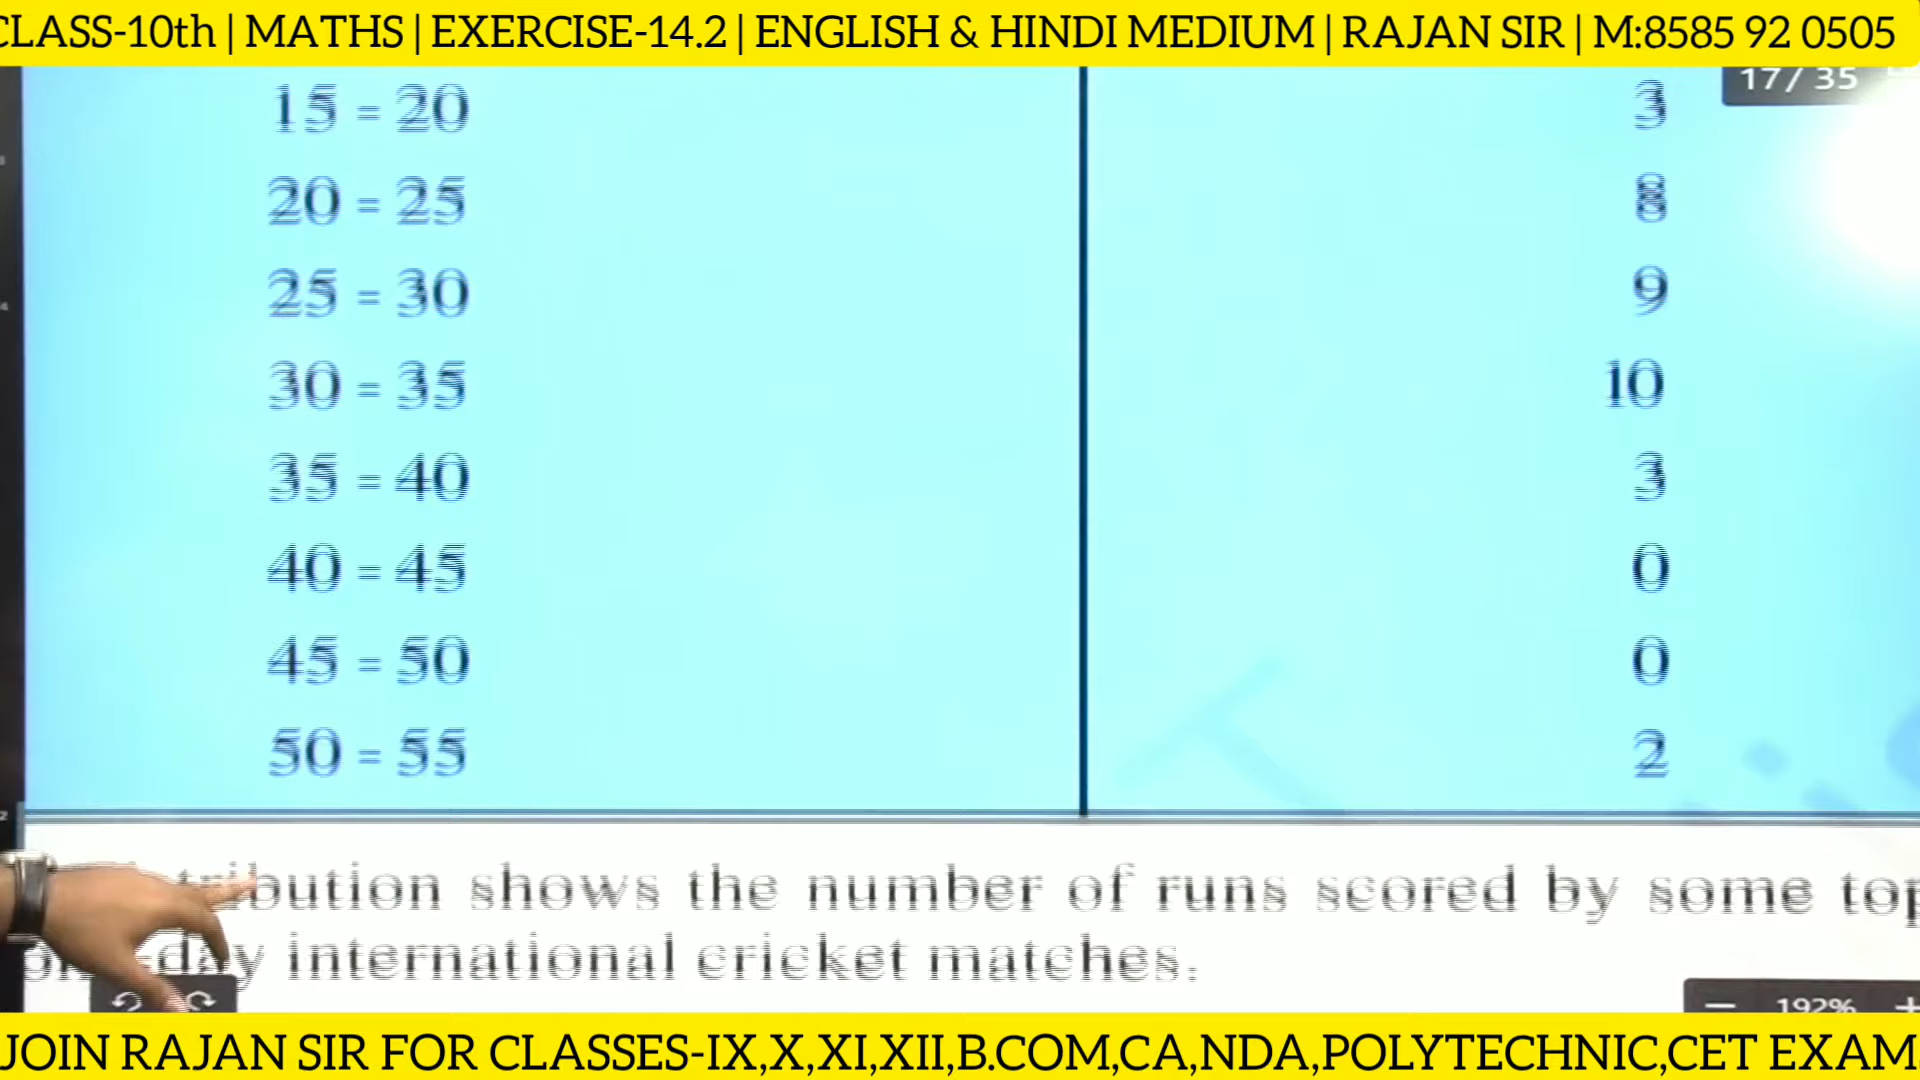 CLASS-10th | MATHS | EXERCISE-14.2 | ENGLISH & HINDI MEDIUM | RAJAN SIR | M:8585 92 0505
17/ 35
15 - 20 3
20 - 25 8
25 - 30 9
30 - 35 10
35 - 40 3
40 - 45 0
45 - 50 0
50 - 55 2
tribution shows the number of runs scored by some top
day international cricket matches.
192%
JOIN RAJAN SIR FOR CLASSES-IX,X,XI,XII,B.COM,CA,NDA,POLYTECHNIC,CET EXAM